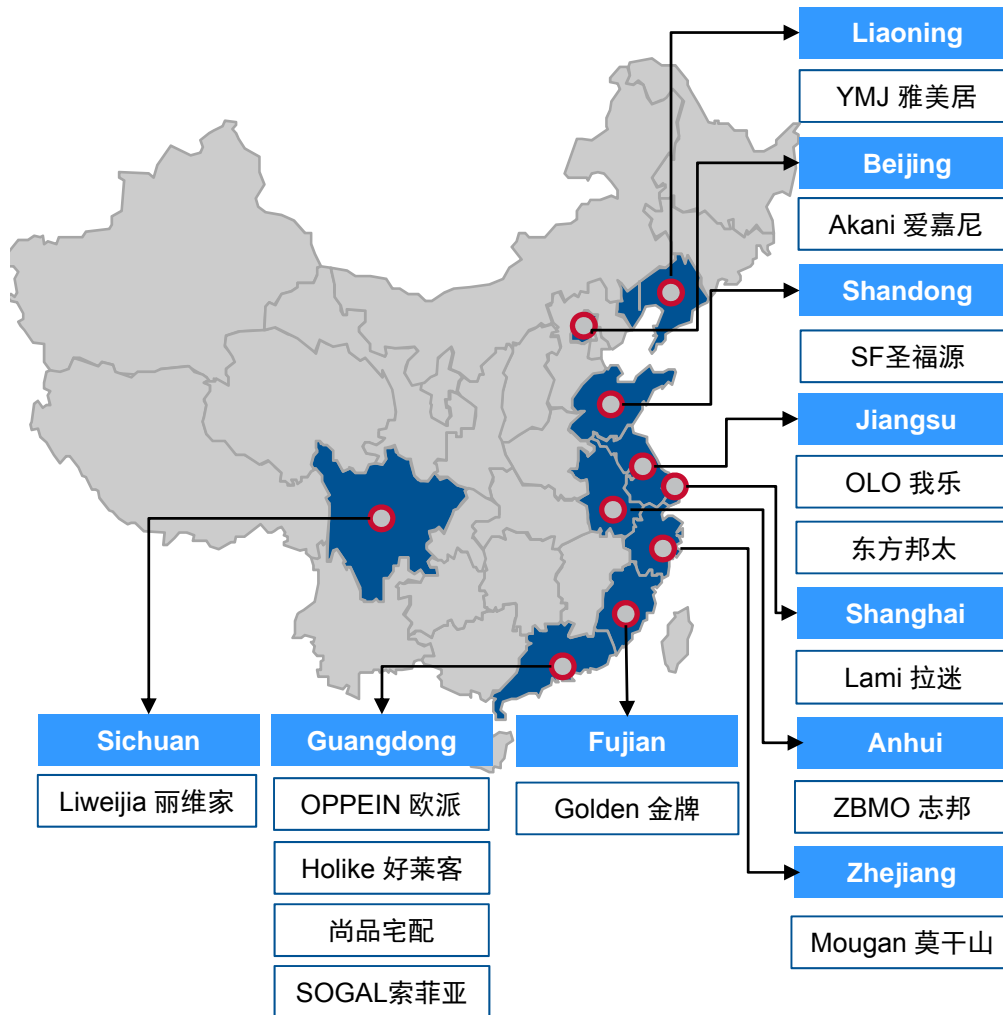 Liaoning
YMJ 雅美居
Beijing
Akani 爱嘉尼
Shandong
SF圣福源
Jiangsu
OLO 我乐
东方邦太
Shanghai
Lami 拉迷
Anhui
ZBMO 志邦
Zhejiang
Mougan 莫干山
Sichuan
Liweijia 丽维家
Guangdong
OPPEIN 欧派
Holike 好莱客
尚品宅配
SOGAL索菲亚
Fujian
Golden 金牌